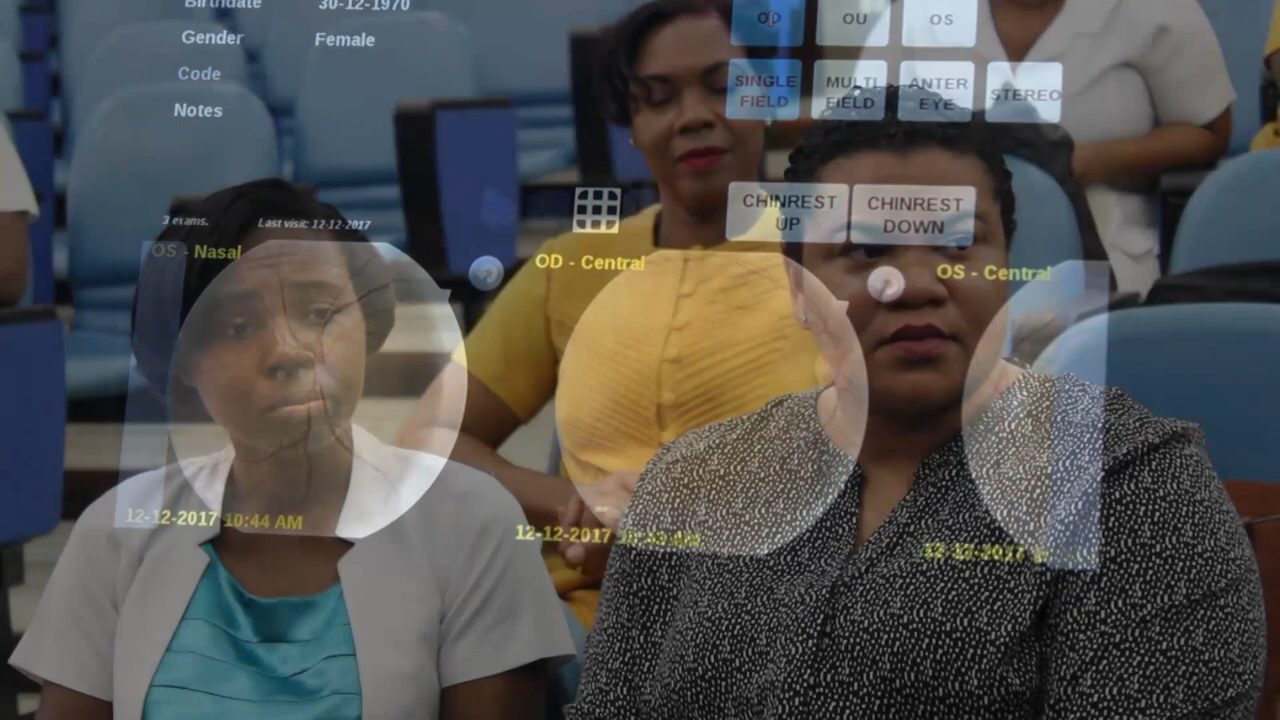 Birthdate 30-12-1970
Gender Female
Code
Notes
OD OU OS
SINGLE FIELD
MULTI FIELD
ANTER EYE
STEREO
CHINREST UP
CHINREST DOWN
3 exams. Last visit: 12-12-2017
OS - Nasal
OD - Central
OS - Central
12-12-2017 10:44 AM
12-12-2017
12-12-2017